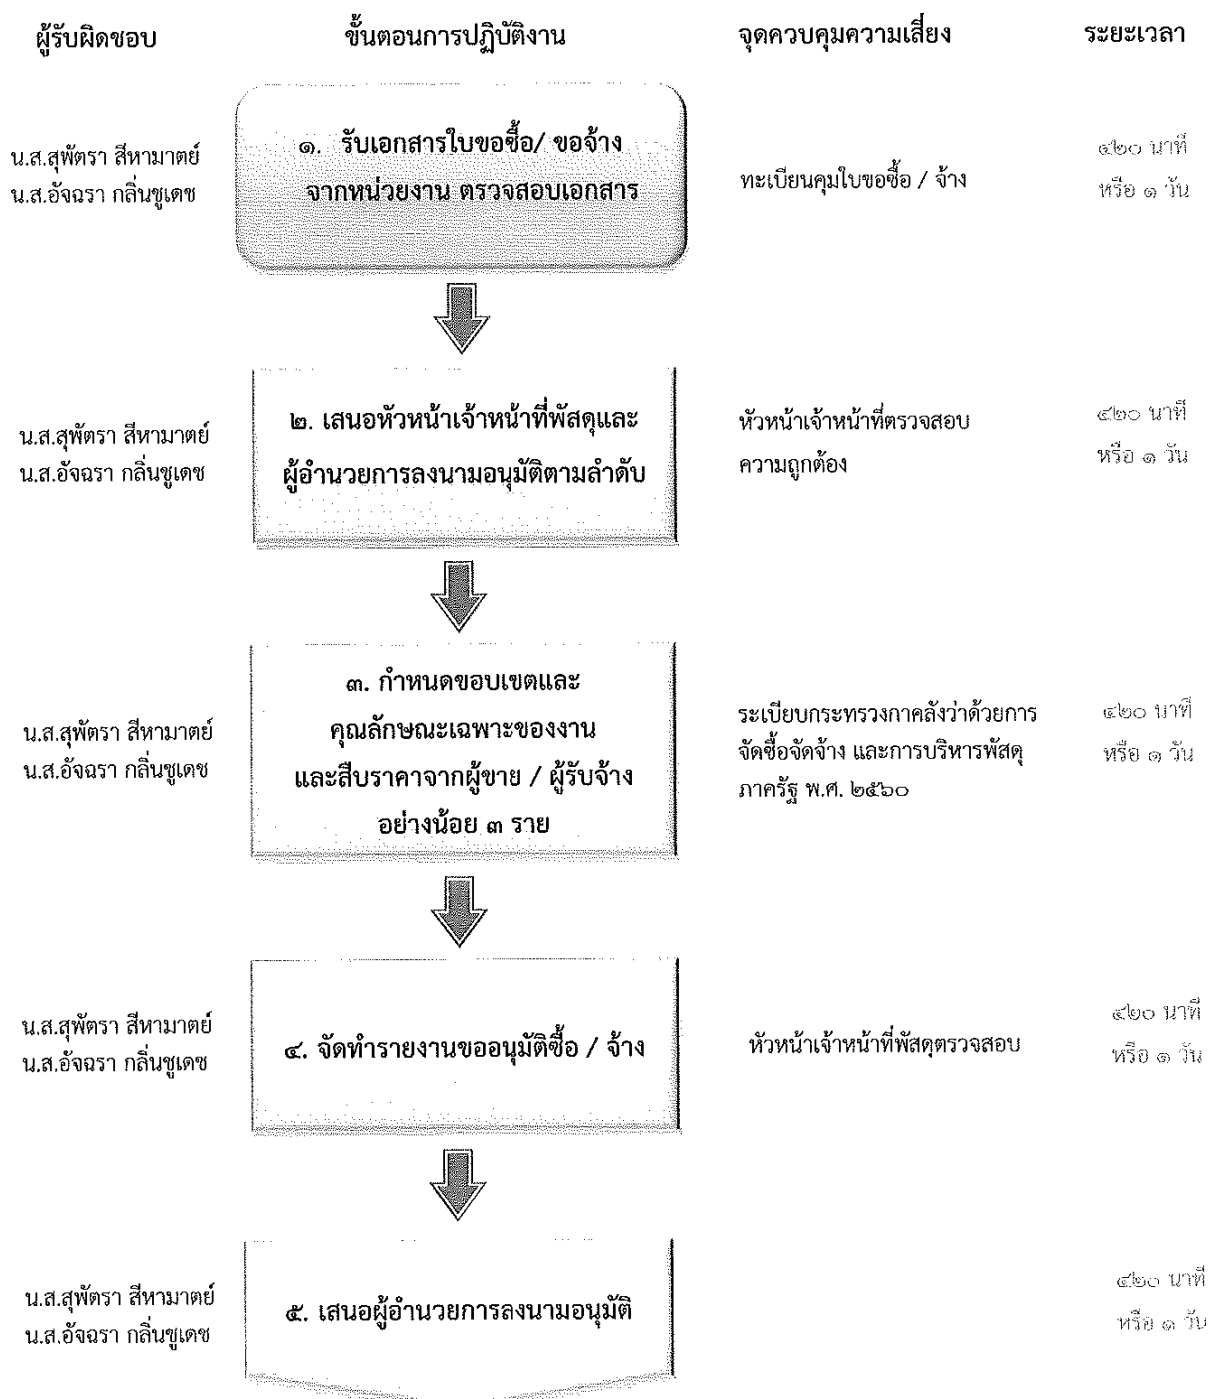 ผู้รับผิดชอบ ขั้นตอนการปฏิบัติงาน จุดควบคุมความเสี่ยง ระยะเวลา
น.ส.สุพัตรา สีหามาตย์
น.ส.อัจฉรา กลิ่นชูเดช
๑. รับเอกสารใบขอซื้อ/ ขอจ้าง
จากหน่วยงาน ตรวจสอบเอกสาร
ทะเบียนคุมใบขอซื้อ / จ้าง
๔๒๐ นาที
หรือ ๑ วัน
น.ส.สุพัตรา สีหามาตย์
น.ส.อัจฉรา กลิ่นชูเดช
๒. เสนอหัวหน้าเจ้าหน้าที่พัสดุและ
ผู้อำนวยการลงนามอนุมัติตามลำดับ
หัวหน้าเจ้าหน้าที่ตรวจสอบ
ความถูกต้อง
๔๒๐ นาที
หรือ ๑ วัน
น.ส.สุพัตรา สีหามาตย์
น.ส.อัจฉรา กลิ่นชูเดช
๓. กำหนดขอบเขตและ
คุณลักษณะเฉพาะของงาน
และสืบราคาจากผู้ขาย / ผู้รับจ้าง
อย่างน้อย ๓ ราย
ระเบียบกระทรวงกาคลังว่าด้วยการ
จัดซื้อจัดจ้าง และการบริหารพัสดุ
ภาครัฐ พ.ศ. ๒๕๖๐
๔๒๐ นาที
หรือ ๑ วัน
น.ส.สุพัตรา สีหามาตย์
น.ส.อัจฉรา กลิ่นชูเดช
๔. จัดทำรายงานขออนุมัติซื้อ / จ้าง
หัวหน้าเจ้าหน้าที่พัสดุตรวจสอบ
๔๒๐ นาที
หรือ ๑ วัน
น.ส.สุพัตรา สีหามาตย์
น.ส.อัจฉรา กลิ่นชูเดช
๕. เสนอผู้อำนวยการลงนามอนุมัติ
๔๒๐ นาที
หรือ ๑ วัน